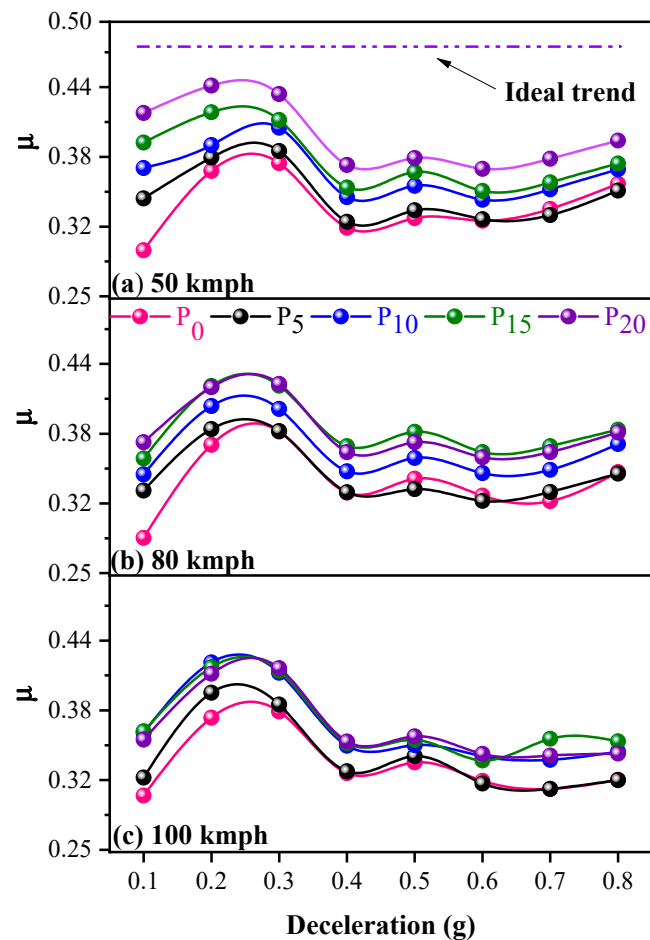 0.50
Ideal trend
0.44
μ
0.38
0.32
(a) 50 kmph
0.25
P0 P5 P10 P15 P20
0.44
μ
0.38
0.32
(b) 80 kmph
0.25
0.44
μ
0.38
0.32
(c) 100 kmph
0.25
0.1 0.2 0.3 0.4 0.5 0.6 0.7 0.8
Deceleration (g)